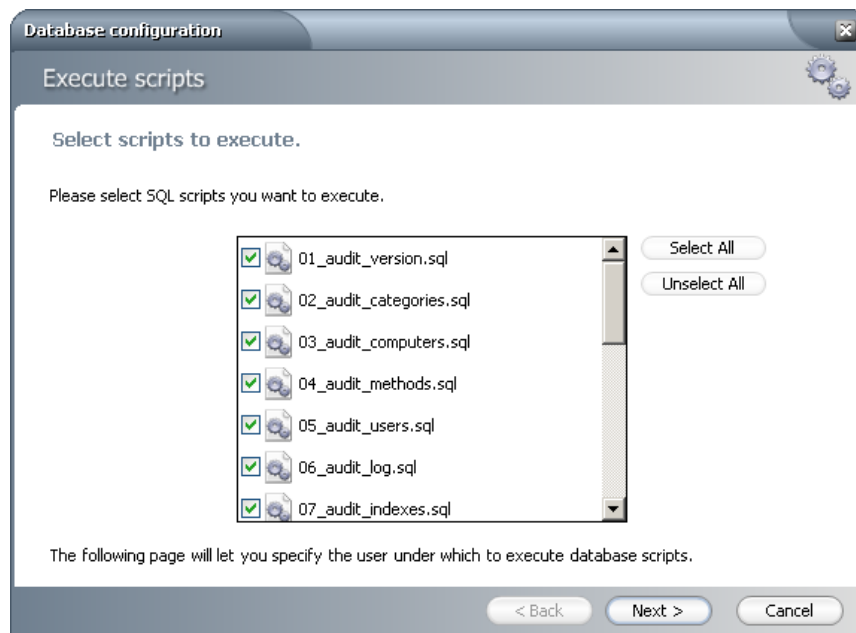 Database configuration
Execute scripts
Select scripts to execute.
Please select SQL scripts you want to execute.
01_audit_version.sql
Select All
02_audit_categories.sql
Unselect All
03_audit_computers.sql
04_audit_methods.sql
05_audit_users.sql
06_audit_log.sql
07_audit_indexes.sql
The following page will let you specify the user under which to execute database scripts.
< Back
Next >
Cancel